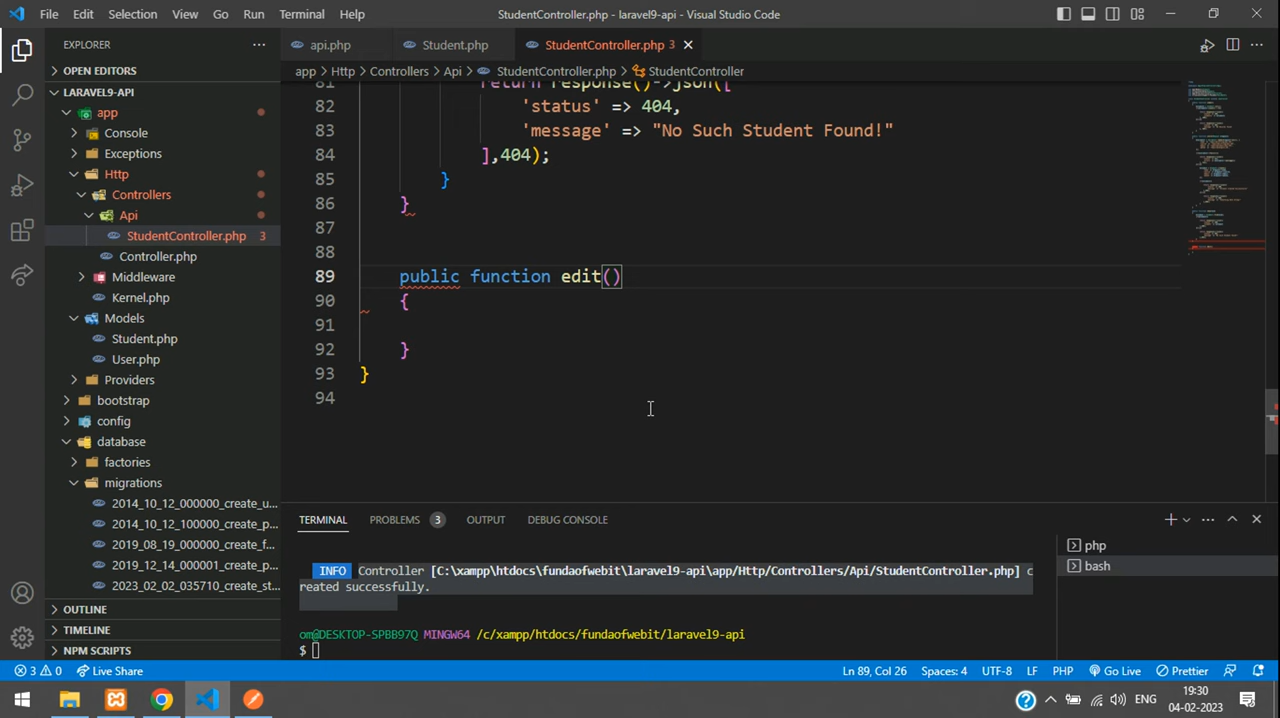 File Edit Selection View Go Run Terminal Help
StudentController.php - laravel9-api - Visual Studio Code
EXPLORER
api.php
Student.php
StudentController.php 3
OPEN EDITORS
app > Http > Controllers > Api > StudentController.php > StudentController
LARAVEL9-API
app
Console
Exceptions
Http
Controllers
Api
StudentController.php 3
Controller.php
Middleware
Kernel.php
Models
Student.php
User.php
Providers
bootstrap
config
database
factories
migrations
2014_10_12_000000_create_u...
2014_10_12_100000_create_p...
2019_08_19_000000_create_f...
2019_12_14_000001_create_p...
2023_02_02_035710_create_st...
OUTLINE
TIMELINE
NPM SCRIPTS
81 return response()->json([
82 'status' => 404,
83 'message' => "No Such Student Found!"
84 ],404);
85 }
86 }
87
88
89 public function edit()
90 {
91
92 }
93 }
94
TERMINAL PROBLEMS 3 OUTPUT DEBUG CONSOLE
INFO Controller [C:\xampp\htdocs\fundaofwebit\laravel9-api\app/Http/Controllers/Api/StudentController.php] c
reated successfully.
om@DESKTOP-SPBB97Q MINGW64 /c/xampp/htdocs/fundaofwebit/laravel9-api
$
php
bash
3 0 Live Share
Ln 89, Col 26 Spaces: 4 UTF-8 LF PHP Go Live Prettier
ENG
19:30
04-02-2023